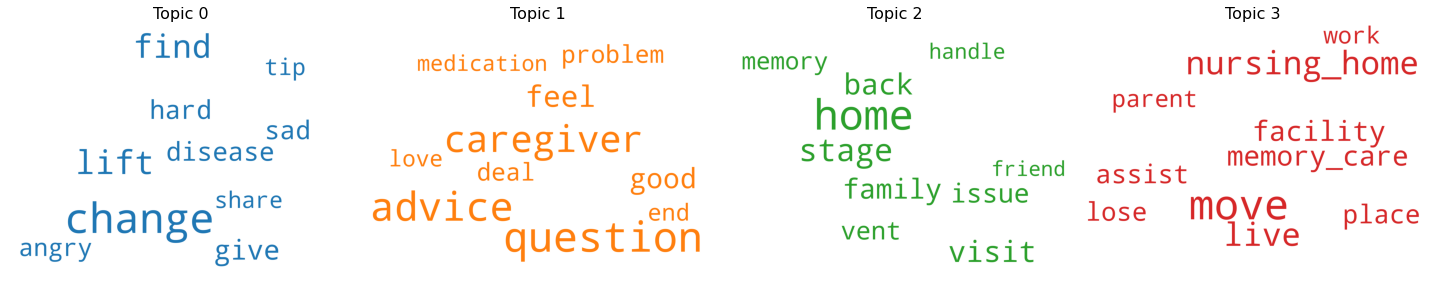 Topic 0
find
tip
hard
sad
disease
lift
share
change
angry
give
Topic 1
problem
medication
feel
caregiver
love
deal
good
advice
end
question
Topic 2
handle
memory
back
home
stage
friend
family
issue
vent
visit
Topic 3
work
nursing_home
parent
facility
memory_care
assist
move
lose
place
live